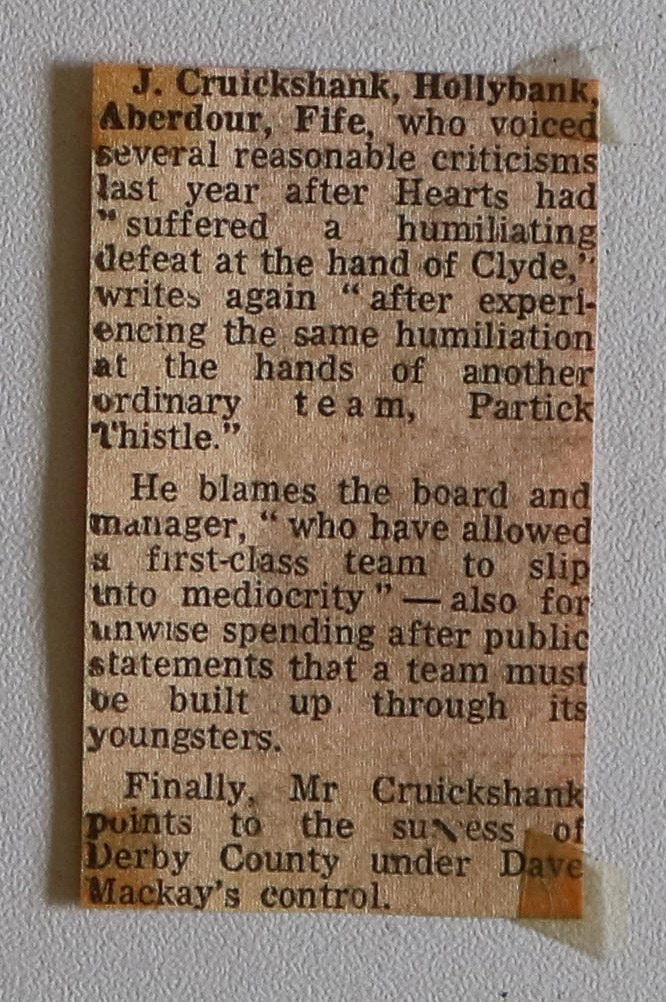 J. Cruickshank, Hollybank,
Aberdour, Fife, who voiced
several reasonable criticisms
last year after Hearts had
"suffered a humiliating
defeat at the hand of Clyde,"
writes again "after experi-
encing the same humiliation
at the hands of another
ordinary team, Partick
Thistle."
He blames the board and
manager, "who have allowed
a first-class team to slip
into mediocrity" — also for
unwise spending after public
statements that a team must
be built up through its
youngsters.
Finally, Mr Cruickshank
points to the success of
Derby County under Dave
Mackay's control.